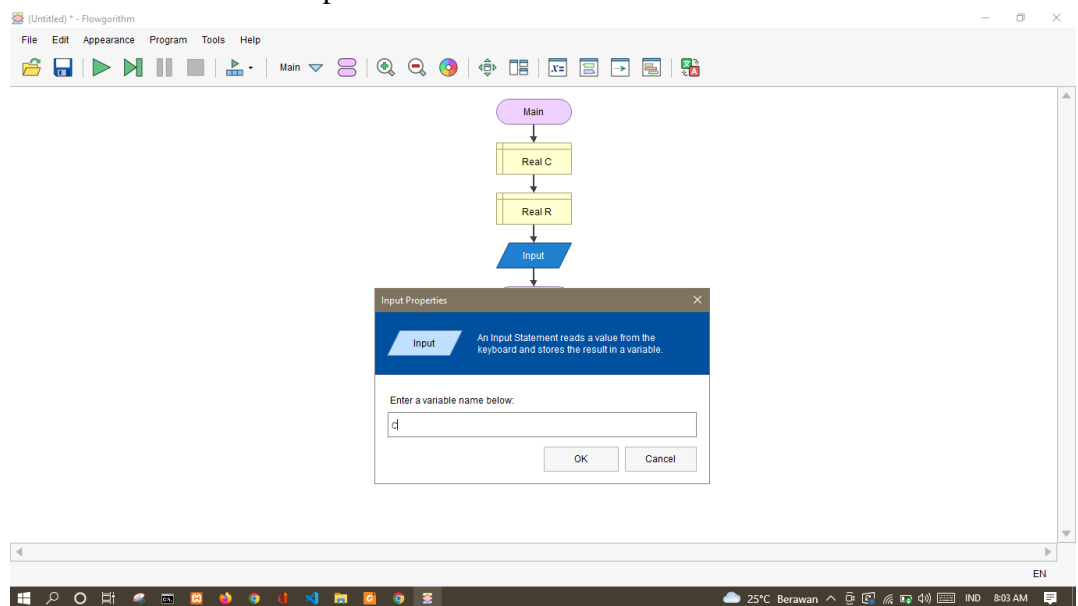 (Untitled) * - Flowgorithm
File Edit Appearance Program Tools Help
Main
Main
Real C
Real R
Input
Input Properties
Input
An Input Statement reads a value from the
keyboard and stores the result in a variable.
Enter a variable name below:
c
OK Cancel
EN
25°C Berawan IND 8:03 AM